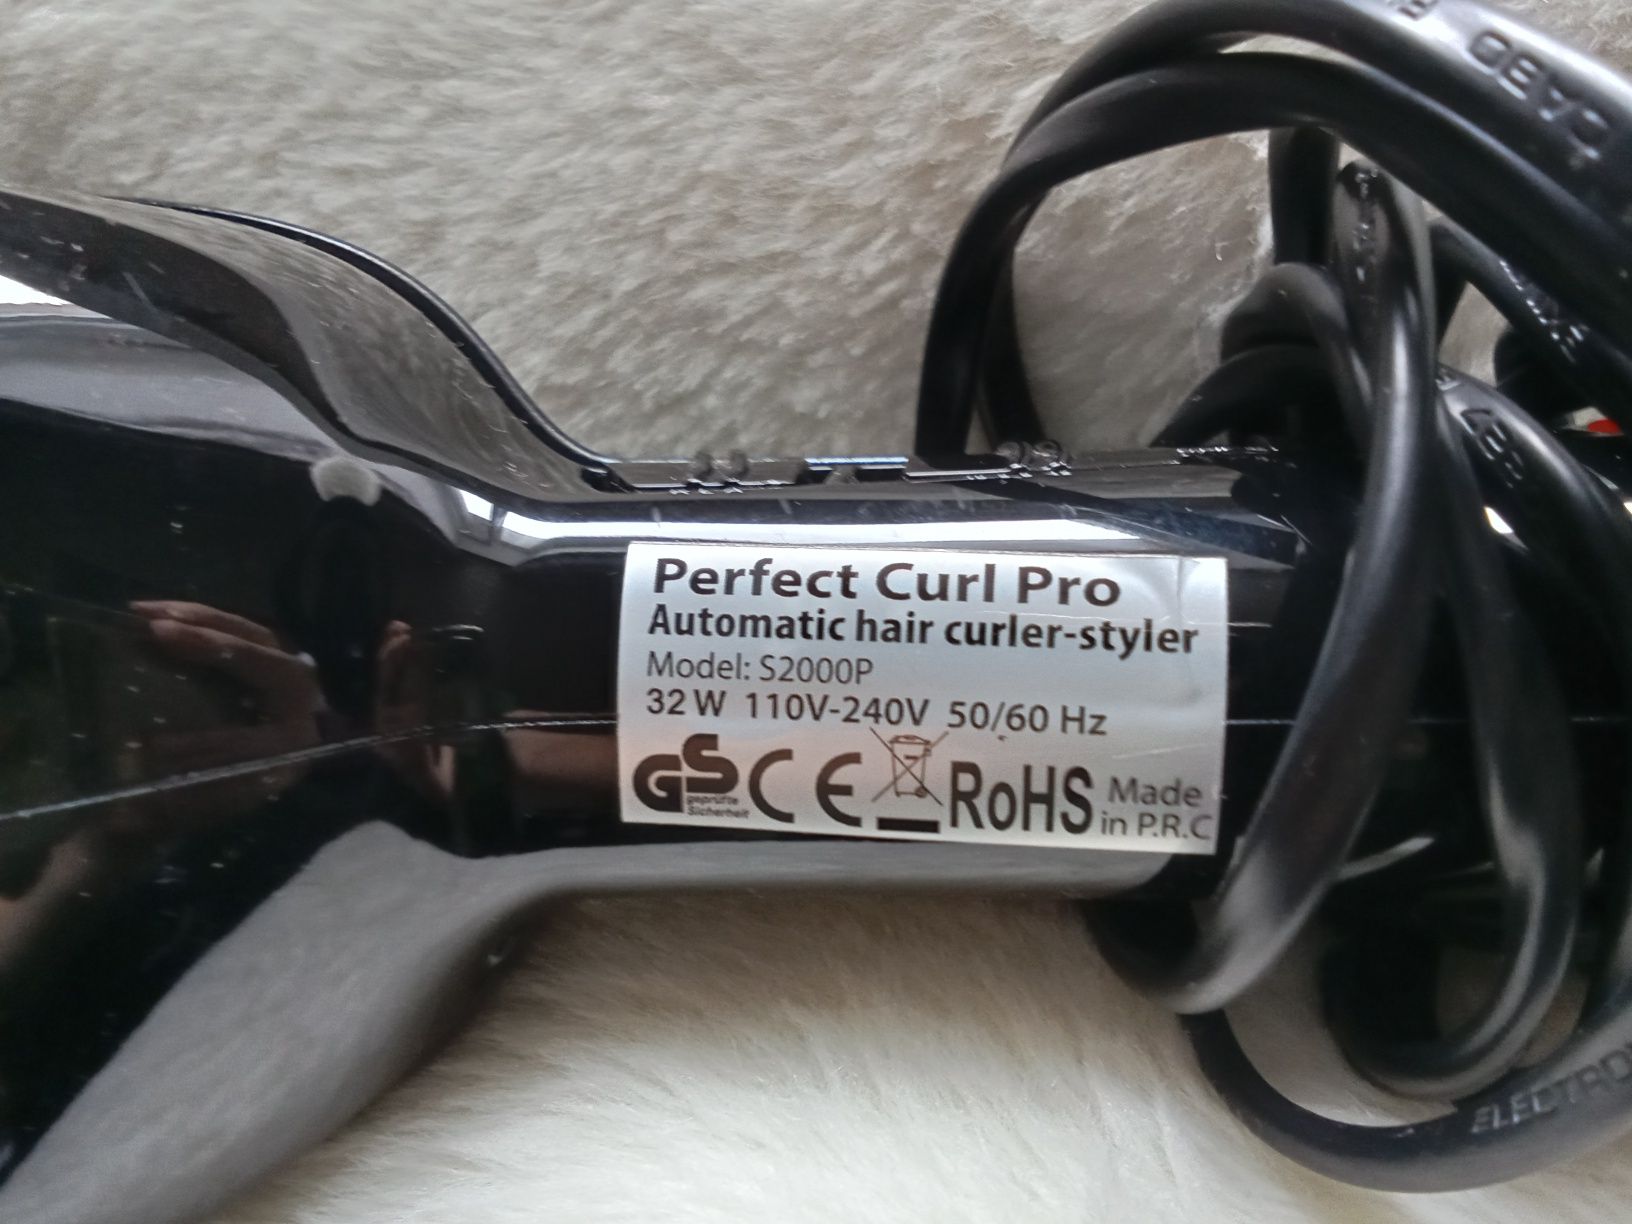 Perfect Curl Pro
Automatic hair curler-styler
Model: S2000P
32 W 110V-240V 50/60 Hz
GS geprüfte Sicherheit CE RoHS Made in P.R.C